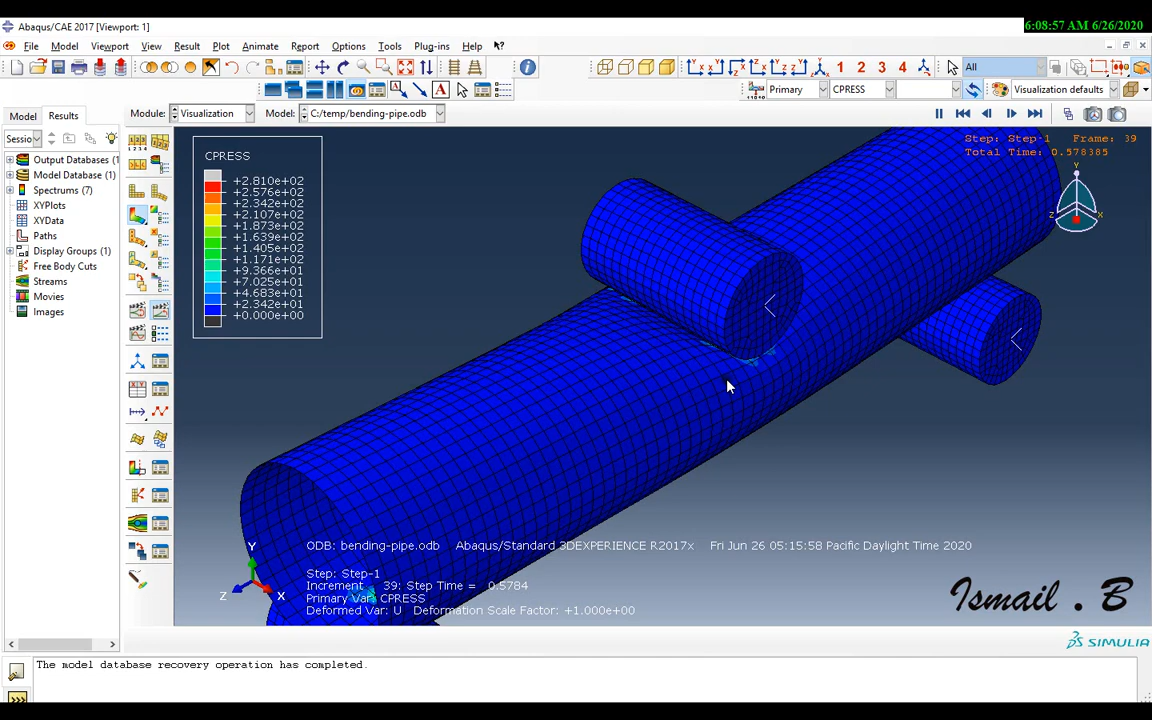 6:08:57 AM 6/26/2020
Abaqus/CAE 2017 [Viewport: 1]
File Model Viewport View Result Plot Animate Report Options Tools Plug-ins Help
1 2 3 4 All
Primary CPRESS Visualization defaults
Model Results Module: Visualization Model: C:/temp/bending-pipe.odb
Sessio
Output Databases (1
Model Database (1)
Spectrums (7)
XYPlots
XYData
Paths
Display Groups (1)
Free Body Cuts
Streams
Movies
Images
CPRESS
+2.810e+02
+2.576e+02
+2.342e+02
+2.107e+02
+1.873e+02
+1.639e+02
+1.405e+02
+1.171e+02
+9.366e+01
+7.025e+01
+4.683e+01
+2.342e+01
+0.000e+00
Step: Step-1 Frame: 39
Total Time: 0.578385
Y
Z X
Y
Z X
ODB: bending-pipe.odb Abaqus/Standard 3DEXPERIENCE R2017x Fri Jun 26 05:15:58 Pacific Daylight Time 2020
Step: Step-1
Increment 39: Step Time = 0.5784
Primary Var: CPRESS
Deformed Var: U Deformation Scale Factor: +1.000e+00
Ismail . B
SIMULIA
The model database recovery operation has completed.
>>>